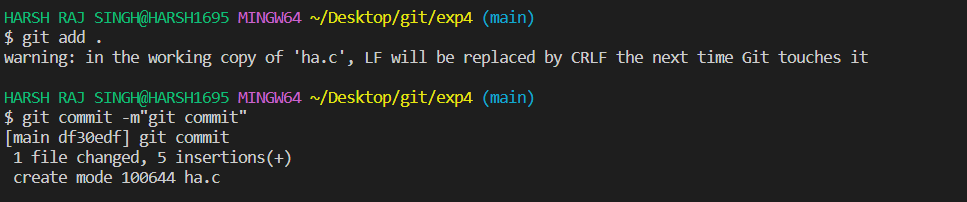 HARSH RAJ SINGH@HARSH1695 MINGW64 ~/Desktop/git/exp4 (main)
$ git add .
warning: in the working copy of 'ha.c', LF will be replaced by CRLF the next time Git touches it
HARSH RAJ SINGH@HARSH1695 MINGW64 ~/Desktop/git/exp4 (main)
$ git commit -m"git commit"
[main df30edf] git commit
 1 file changed, 5 insertions(+)
 create mode 100644 ha.c